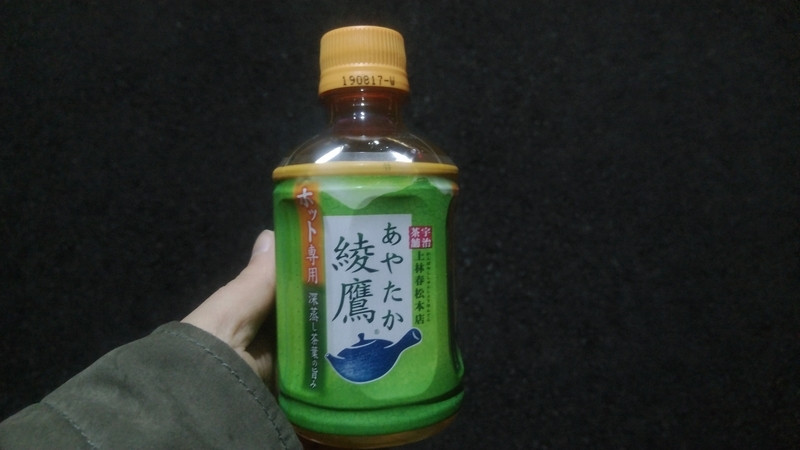 190817-W
ホット専用
深蒸し茶葉の旨み
あやたか
綾鷹
®
宇治
茶舗
上林春松本店